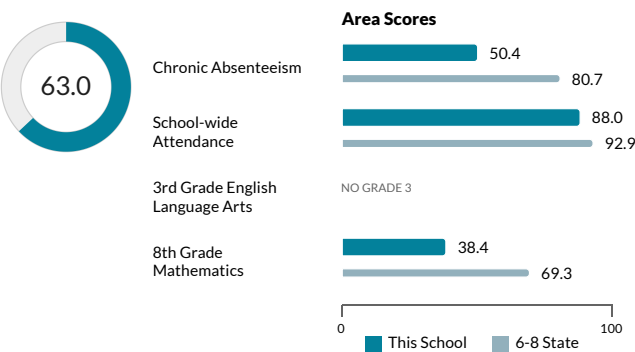 Area Scores
63.0
Chronic Absenteeism
50.4
80.7
School-wide
Attendance
88.0
92.9
3rd Grade English
Language Arts
NO GRADE 3
8th Grade
Mathematics
38.4
69.3
0
100
This School
6-8 State